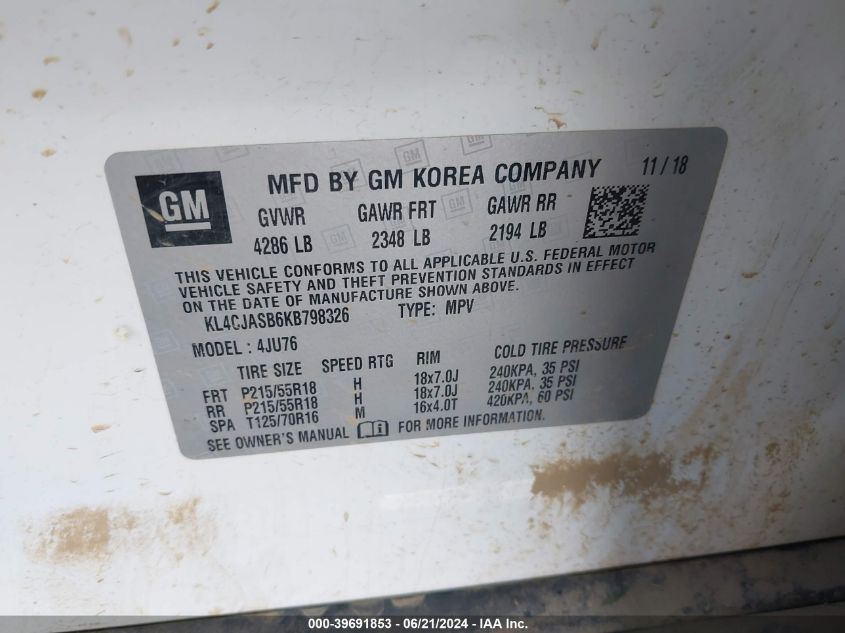 GM
MFD BY GM KOREA COMPANY 11/18
GVWR GAWR FRT GAWR RR
4286 LB 2348 LB 2194 LB
THIS VEHICLE CONFORMS TO ALL APPLICABLE U.S. FEDERAL MOTOR
VEHICLE SAFETY AND THEFT PREVENTION STANDARDS IN EFFECT
ON THE DATE OF MANUFACTURE SHOWN ABOVE.
KL4CJASB6KB798326 TYPE: MPV
MODEL : 4JU76
TIRE SIZE SPEED RTG RIM COLD TIRE PRESSURE
FRT P215/55R18 H 18x7.0J 240KPA, 35 PSI
RR P215/55R18 H 18x7.0J 240KPA, 35 PSI
SPA T125/70R16 M 16x4.0T 420KPA, 60 PSI
SEE OWNER'S MANUAL FOR MORE INFORMATION.
000-39691853 - 06/21/2024 - IAA Inc.